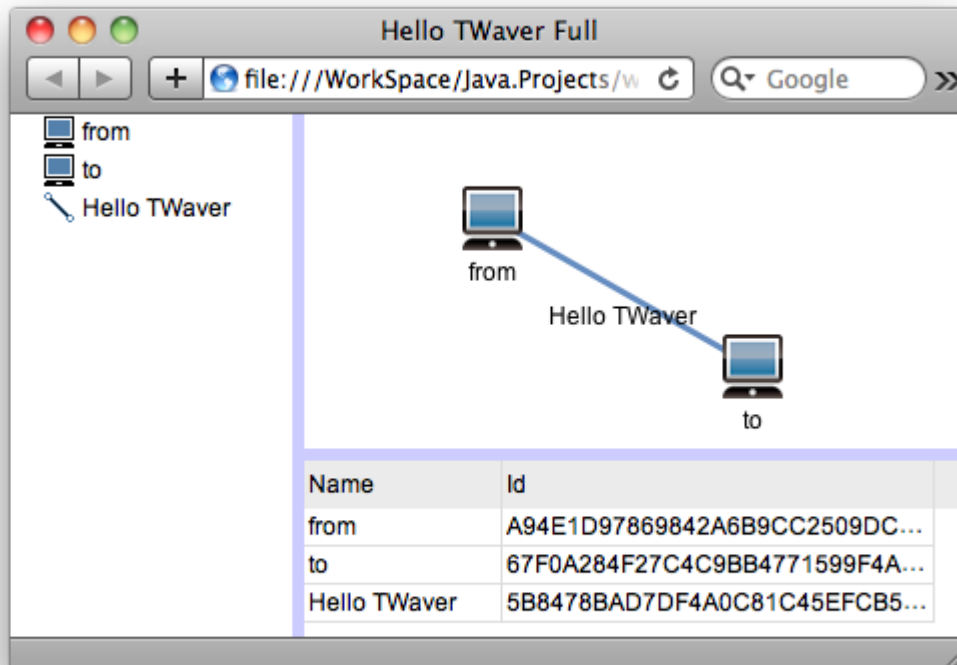 Hello TWaver Full
+ file:///WorkSpace/Java.Projects/w Google »
from
to
Hello TWaver
from
Hello TWaver
to
Name Id
from A94E1D97869842A6B9CC2509DC...
to 67F0A284F27C4C9BB4771599F4A...
Hello TWaver 5B8478BAD7DF4A0C81C45EFCB5...